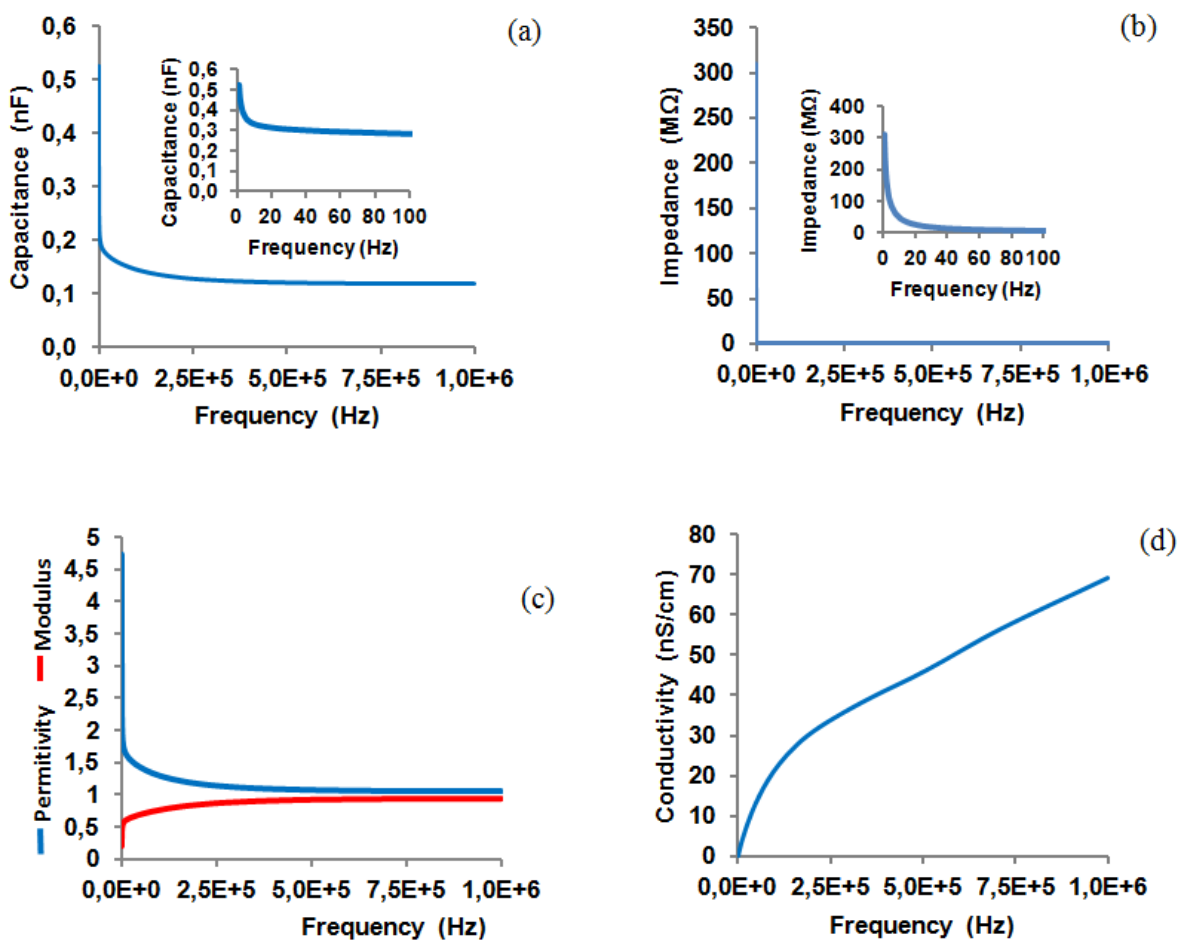 (a)
Capacitance (nF)
0,6
0,5
0,4
0,3
0,2
0,1
0,0
0,0E+0 2,5E+5 5,0E+5 7,5E+5 1,0E+6
Frequency (Hz)
Capacitance (nF)
0,6
0,5
0,4
0,3
0,2
0,1
0,0
0 20 40 60 80 100
Frequency (Hz)
(b)
Impedance (MΩ)
350
300
250
200
150
100
50
0
0,0E+0 2,5E+5 5,0E+5 7,5E+5 1,0E+6
Frequency (Hz)
Impedance (MΩ)
400
300
200
100
0
0 20 40 60 80 100
Frequency (Hz)
(c)
Permitivity Modulus
5
4,5
4
3,5
3
2,5
2
1,5
1
0,5
0
0,0E+0 2,5E+5 5,0E+5 7,5E+5 1,0E+6
Frequency (Hz)
(d)
Conductivity (nS/cm)
80
70
60
50
40
30
20
10
0
0,0E+0 2,5E+5 5,0E+5 7,5E+5 1,0E+6
Frequency (Hz)